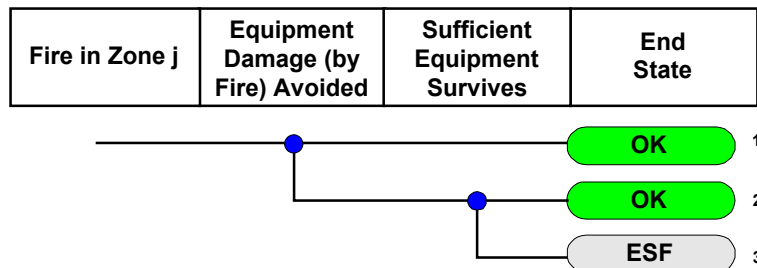 Fire in Zone j
Equipment
Damage (by
Fire) Avoided
Sufficient
Equipment
Survives
End
State
OK
1
OK
2
ESF
3